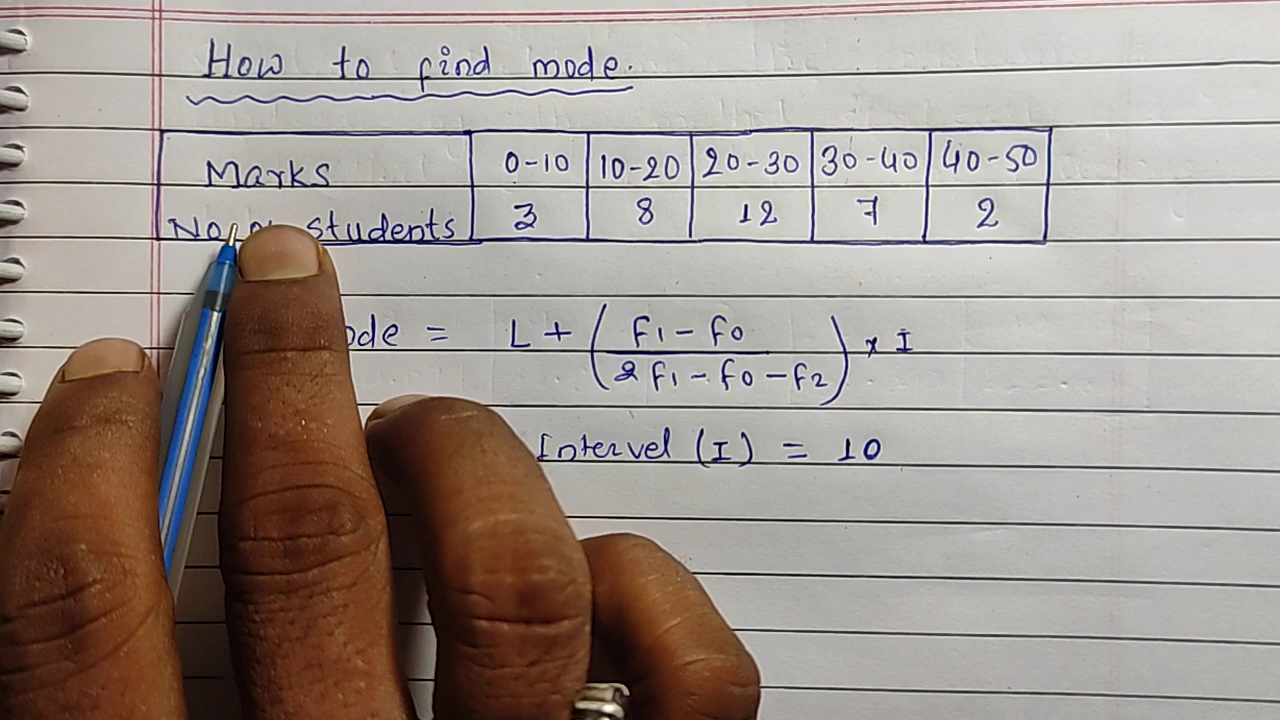 How to find mode.
Marks 0-10 10-20 20-30 30-40 40-50
No students 3 8 12 7 2
ode = L + (f1 - f0 / 2f1 - f0 - f2) × I
Intervel (I) = 10